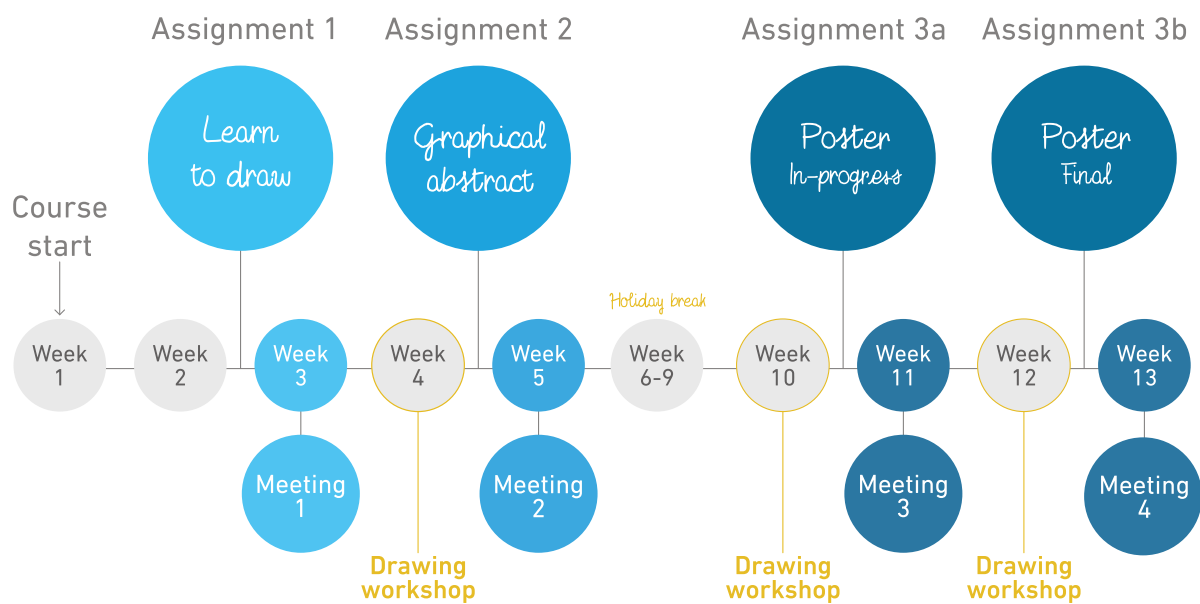 Assignment 1
Assignment 2
Assignment 3a
Assignment 3b
Learn
to draw
Graphical
abstract
Poster
In-progress
Poster
Final
Course
start
Holiday break
Week
1
Week
2
Week
3
Week
4
Week
5
Week
6-9
Week
10
Week
11
Week
12
Week
13
Meeting
1
Meeting
2
Meeting
3
Meeting
4
Drawing
workshop
Drawing
workshop
Drawing
workshop